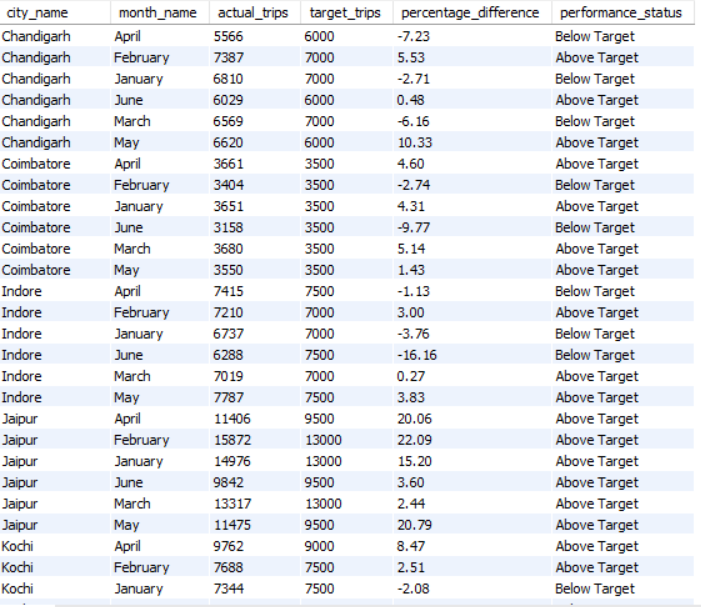 city_name month_name actual_trips target_trips percentage_difference performance_status
Chandigarh April 5566 6000 -7.23 Below Target
Chandigarh February 7387 7000 5.53 Above Target
Chandigarh January 6810 7000 -2.71 Below Target
Chandigarh June 6029 6000 0.48 Above Target
Chandigarh March 6569 7000 -6.16 Below Target
Chandigarh May 6620 6000 10.33 Above Target
Coimbatore April 3661 3500 4.60 Above Target
Coimbatore February 3404 3500 -2.74 Below Target
Coimbatore January 3651 3500 4.31 Above Target
Coimbatore June 3158 3500 -9.77 Below Target
Coimbatore March 3680 3500 5.14 Above Target
Coimbatore May 3550 3500 1.43 Above Target
Indore April 7415 7500 -1.13 Below Target
Indore February 7210 7000 3.00 Above Target
Indore January 6737 7000 -3.76 Below Target
Indore June 6288 7500 -16.16 Below Target
Indore March 7019 7000 0.27 Above Target
Indore May 7787 7500 3.83 Above Target
Jaipur April 11406 9500 20.06 Above Target
Jaipur February 15872 13000 22.09 Above Target
Jaipur January 14976 13000 15.20 Above Target
Jaipur June 9842 9500 3.60 Above Target
Jaipur March 13317 13000 2.44 Above Target
Jaipur May 11475 9500 20.79 Above Target
Kochi April 9762 9000 8.47 Above Target
Kochi February 7688 7500 2.51 Above Target
Kochi January 7344 7500 -2.08 Below Target